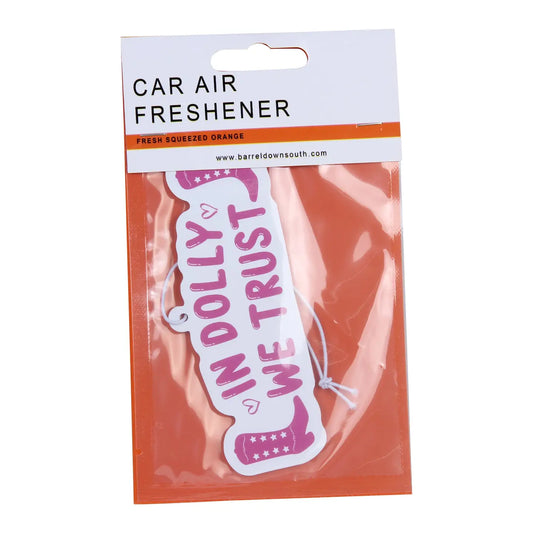 CAR AIR
FRESHENER
FRESH SQUEEZED ORANGE
www.barreldownsouth.com
IN DOLLY
WE TRUST